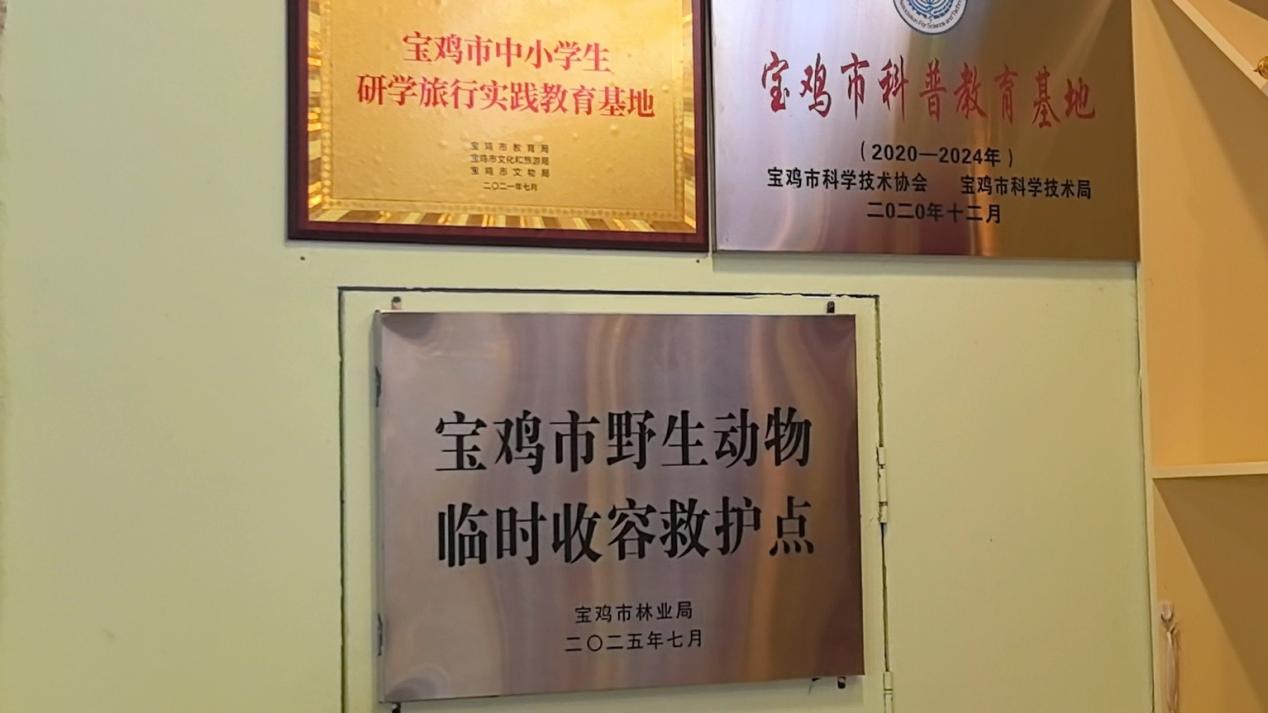 宝鸡市中小学生
研学旅行实践教育基地
宝鸡市教育局
宝鸡市文化和旅游局
宝鸡市文物局
二〇二一年七月
宝鸡市科普教育基地
（2020—2024年）
宝鸡市科学技术协会 宝鸡市科学技术局
二0二0年十二月
宝鸡市野生动物
临时收容救护点
宝鸡市林业局
二〇二五年七月